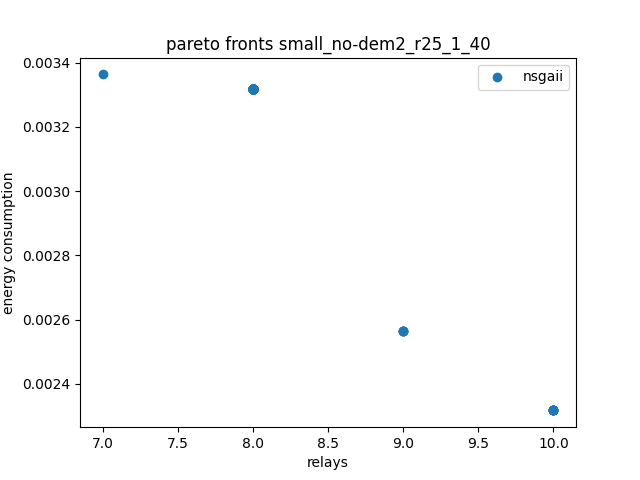 pareto fronts small_no-dem2_r25_1_40
nsgaii
energy consumption
0.0034
0.0032
0.0030
0.0028
0.0026
0.0024
7.0 7.5 8.0 8.5 9.0 9.5 10.0
relays